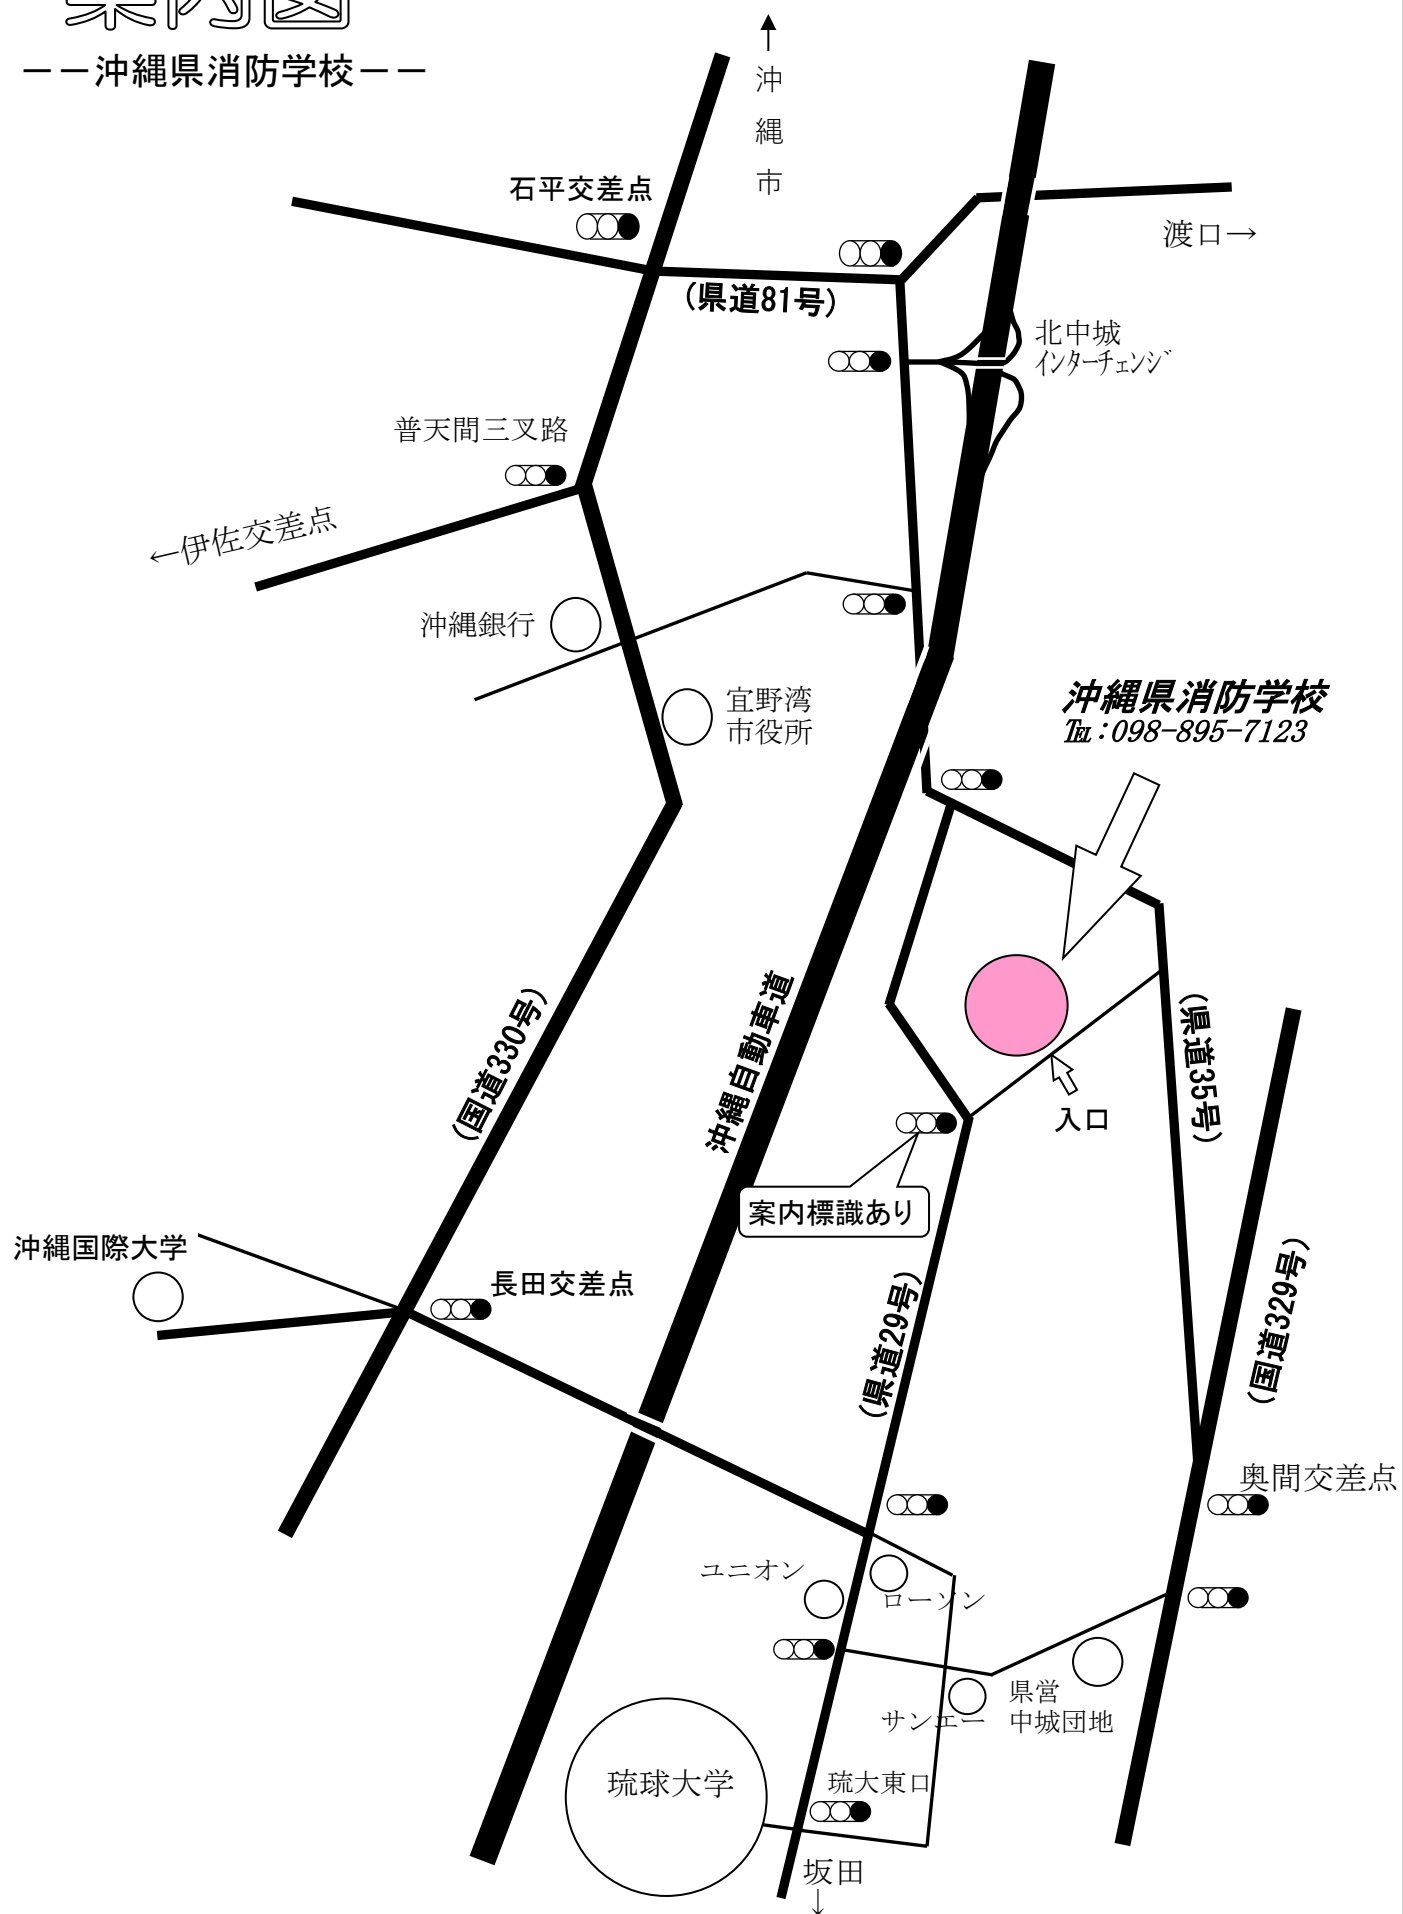 案内図
――沖縄県消防学校――
↑
沖
縄
市
石平交差点
渡口→
(県道81号)
北中城
インターチェンジ
普天間三叉路
←伊佐交差点
沖縄銀行
宜野湾
市役所
沖縄県消防学校
℡:098-895-7123
(国道330号)
沖縄自動車道
(県道35号)
入口
案内標識あり
沖縄国際大学
長田交差点
(県道29号)
(国道329号)
奥間交差点
ユニオン
ローソン
県営
中城団地
サンエー
琉球大学
琉大東口
坂田
↓